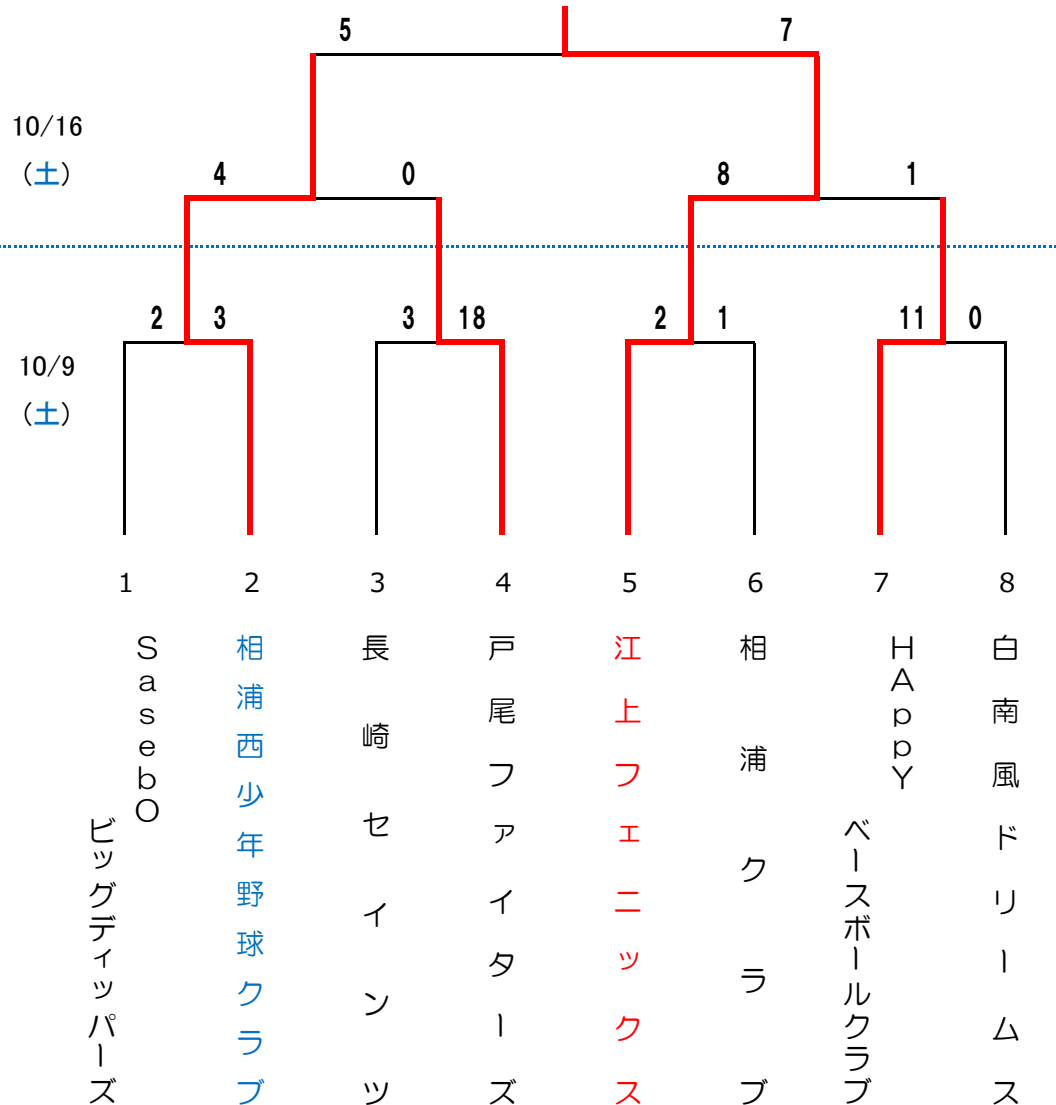 5 7
10/16
(土)
4 0 8 1
2 3 3 18 2 1 11 0
10/9
(土)
1 2 3 4 5 6 7 8
SasebO
ビッグディッパーズ
相浦西少年野球クラブ
長崎セインツ
戸尾ファイターズ
江上フェニックス
相浦クラブ
HAppY
ベースボールクラブ
白南風ドリームス